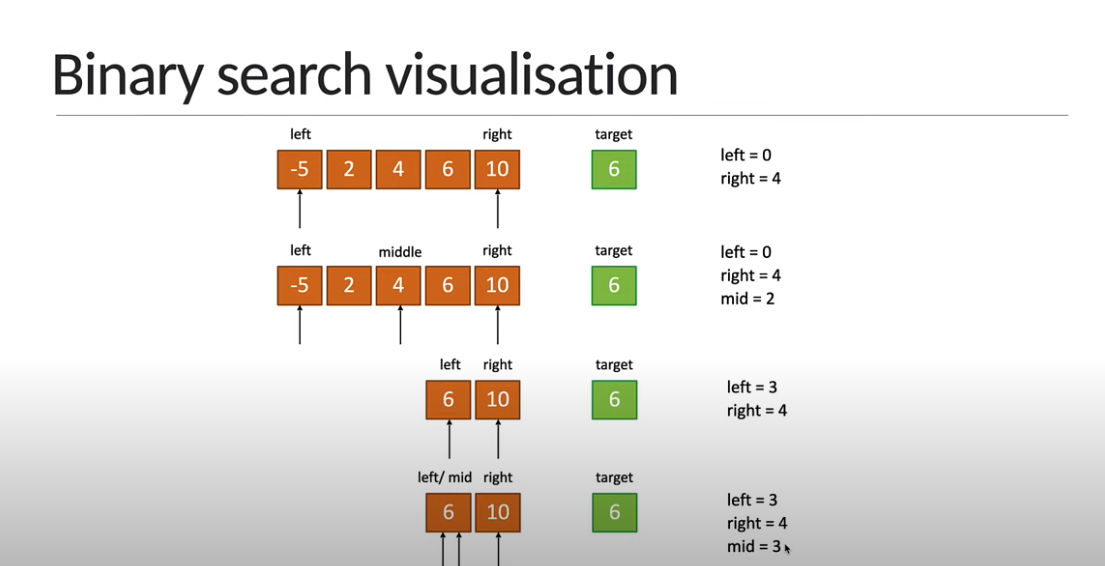 Binary search visualisation
left right target
-5 2 4 6 10 6
left = 0
right = 4
left middle right target
-5 2 4 6 10 6
left = 0
right = 4
mid = 2
left right target
6 10 6
left = 3
right = 4
left/ mid right target
6 10 6
left = 3
right = 4
mid = 3